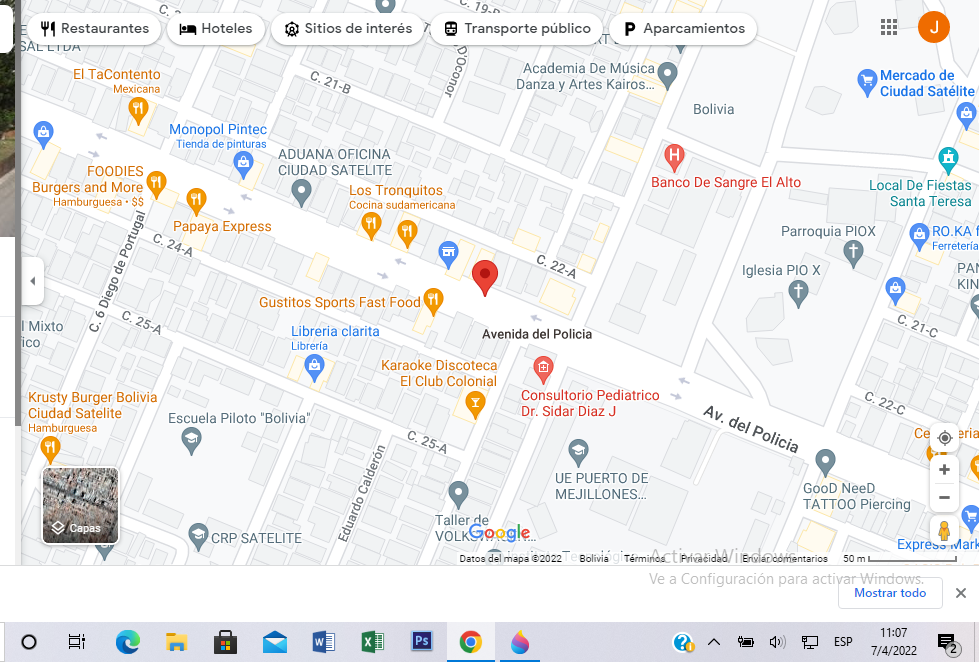 Restaurantes
Hoteles
Sitios de interés
Transporte público
Aparcamientos
J
C. 19-B
SAL LTDA
El TaContento
Mexicana
C. 21-B
D'Oconor
Academia De Música
Danza y Artes Kairos...
Bolivia
Mercado de
Ciudad Satélite
Monopol Pintec
Tienda de pinturas
ADUANA OFICINA
CIUDAD SATELITE
FOODIES
Burgers and More
Hamburguesa · $$
Los Tronquitos
Cocina sudamericana
H
Banco De Sangre El Alto
Local De Fiestas
Santa Teresa
Papaya Express
C. 24-A
C. 6 Diego de Portugal
Parroquia PIOX
RO.KA f
Ferretería
C. 22-A
Iglesia PIO X
PAN
KIN
Gustitos Sports Fast Food
C. 25-A
l Mixto
ico
Libreria clarita
Librería
Avenida del Policia
C. 21-C
Karaoke Discoteca
El Club Colonial
Consultorio Pediatrico
Dr. Sidar Diaz J
Krusty Burger Bolivia
Ciudad Satelite
Hamburguesa
Escuela Piloto "Bolivia"
C. 22-C
Av. del Policia
C. 25-A
Eduardo Calderón
UE PUERTO DE
MEJILLONES...
GooD NeeD
TATTOO Piercing
Capas
CRP SATELITE
Taller de
Google
Express Mark
Datos del mapa ©2022
Bolivia
Términos
Privacidad
Enviar comentarios
50 m
Activar Windows
Ve a Configuración para activar Windows.
Mostrar todo
Ps
ESP
11:07
7/4/2022
2